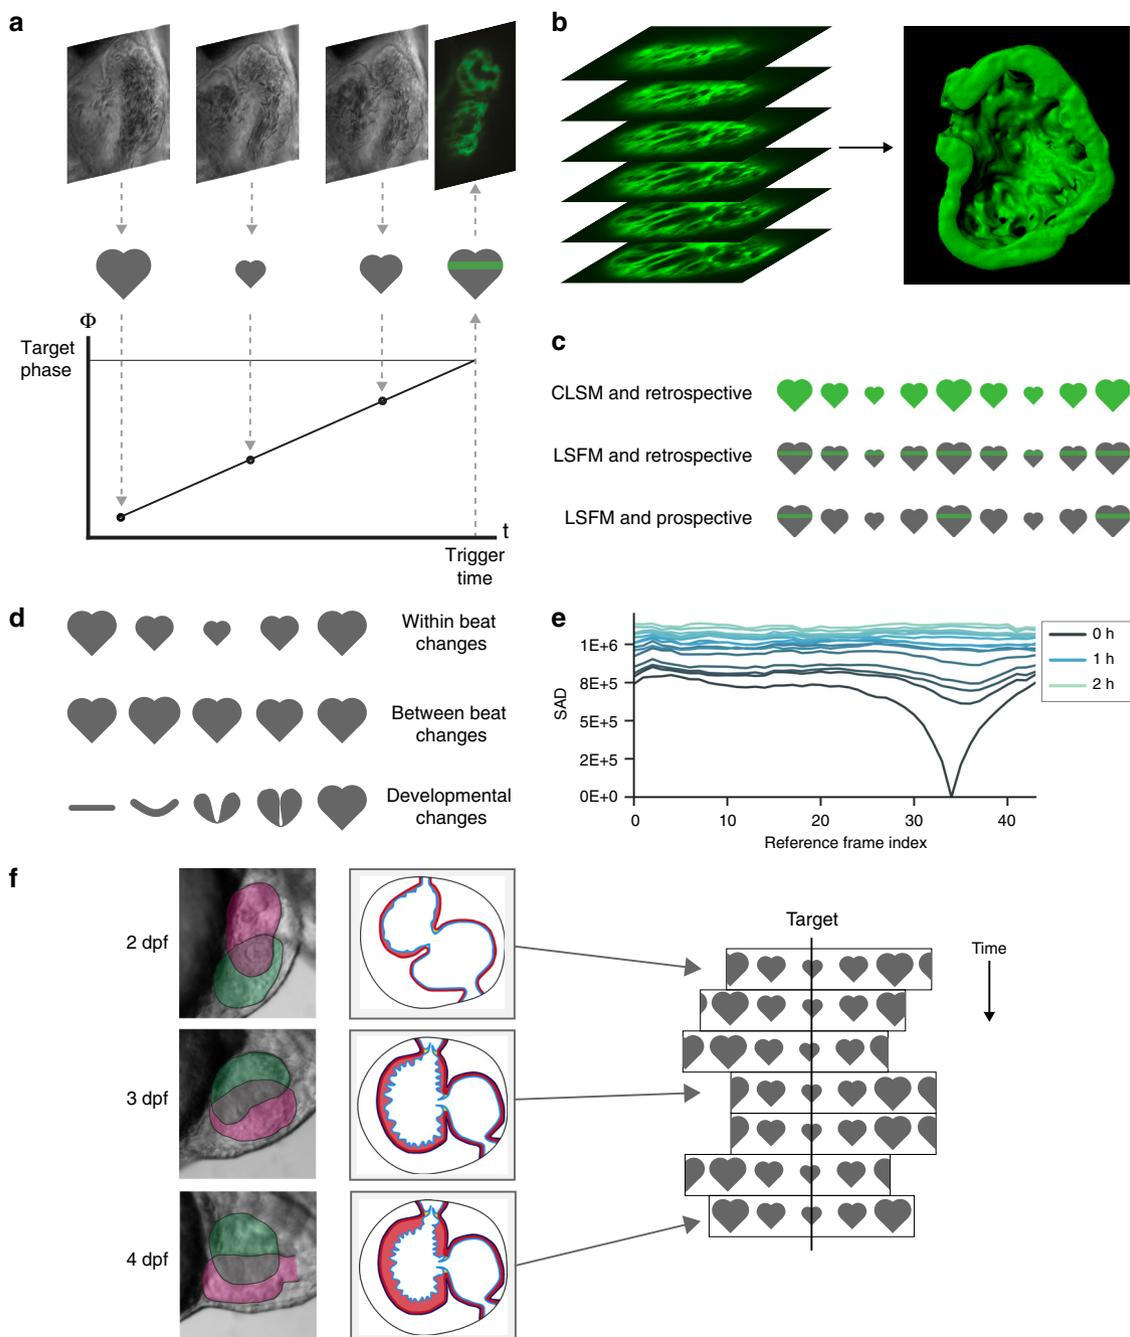 a
Φ
Target
phase
t
Trigger
time
b
c
CLSM and retrospective
LSFM and retrospective
LSFM and prospective
d
Within beat
changes
Between beat
changes
Developmental
changes
e
SAD
1E+6
8E+5
5E+5
2E+5
0E+0
0
10
20
30
40
Reference frame index
0 h
1 h
2 h
f
2 dpf
3 dpf
4 dpf
Target
Time